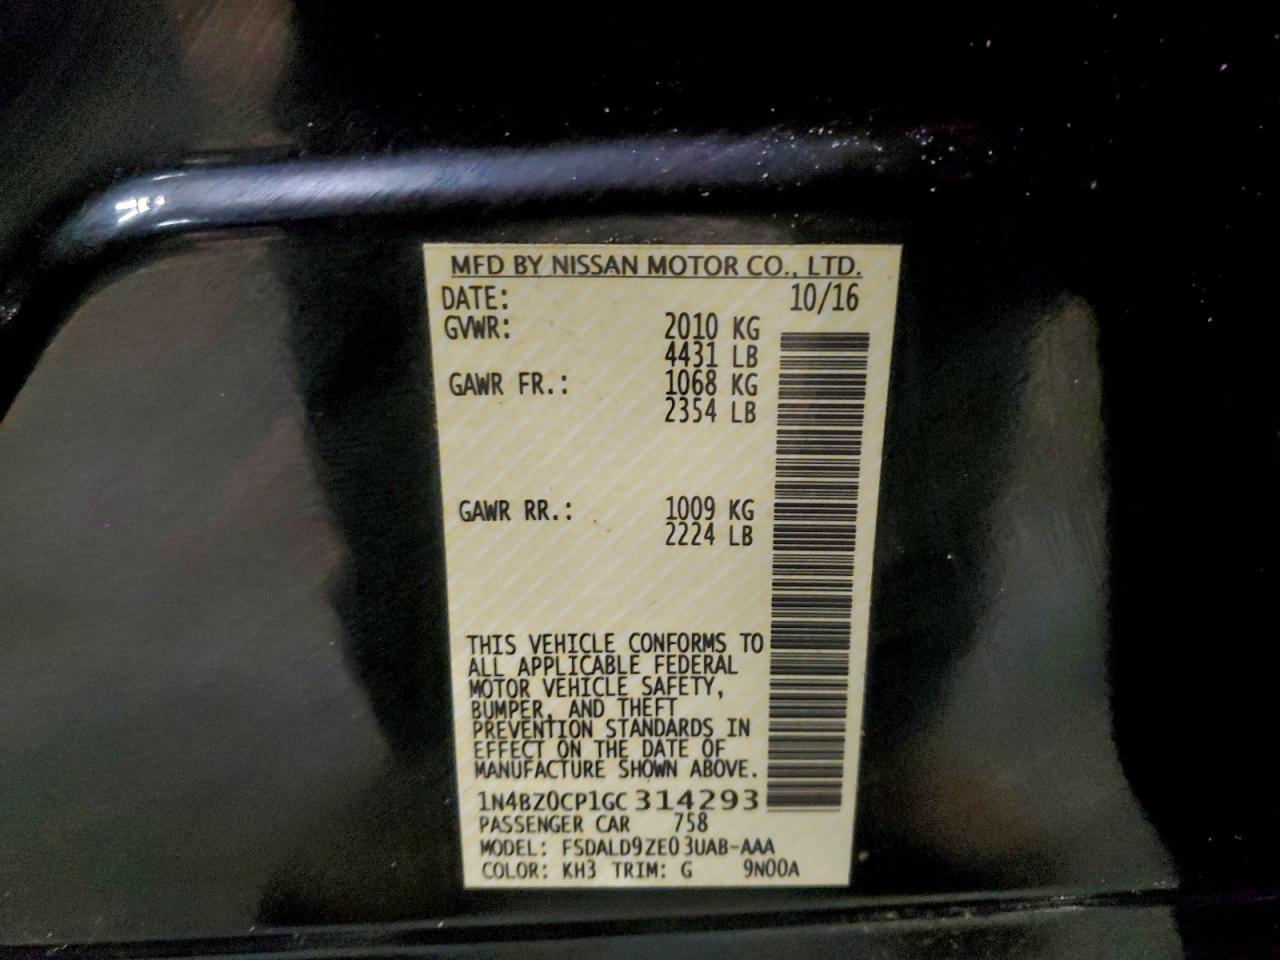 MFD BY NISSAN MOTOR CO., LTD.
DATE: 10/16
GVWR: 2010 KG
4431 LB
GAWR FR.: 1068 KG
2354 LB
GAWR RR.: 1009 KG
2224 LB
THIS VEHICLE CONFORMS TO
ALL APPLICABLE FEDERAL
MOTOR VEHICLE SAFETY,
BUMPER, AND THEFT
PREVENTION STANDARDS IN
EFFECT ON THE DATE OF
MANUFACTURE SHOWN ABOVE.
1N4BZ0CP1GC314293
PASSENGER CAR 758
MODEL: FSDALD9ZE03UAB-AAA
COLOR: KH3 TRIM: G 9N00A